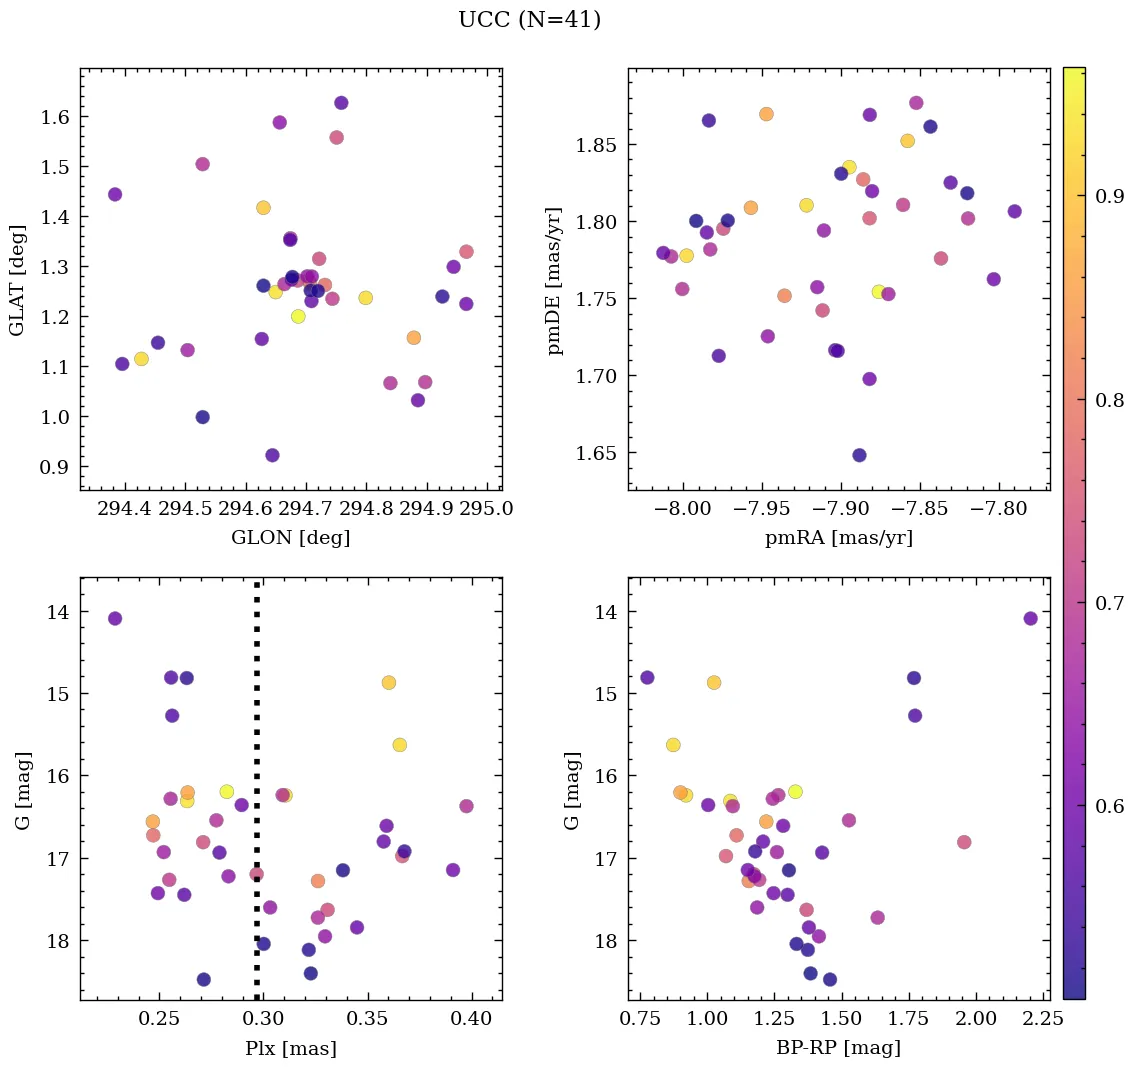 UCC (N=41)
1.6
1.5
1.4
1.3
1.2
1.1
1.0
0.9
GLAT [deg]
294.4 294.5 294.6 294.7 294.8 294.9 295.0
GLON [deg]
1.85
1.80
1.75
1.70
1.65
pmDE [mas/yr]
−8.00 −7.95 −7.90 −7.85 −7.80
pmRA [mas/yr]
14
15
16
17
18
G [mag]
0.25 0.30 0.35 0.40
Plx [mas]
14
15
16
17
18
G [mag]
0.75 1.00 1.25 1.50 1.75 2.00 2.25
BP-RP [mag]
0.9
0.8
0.7
0.6